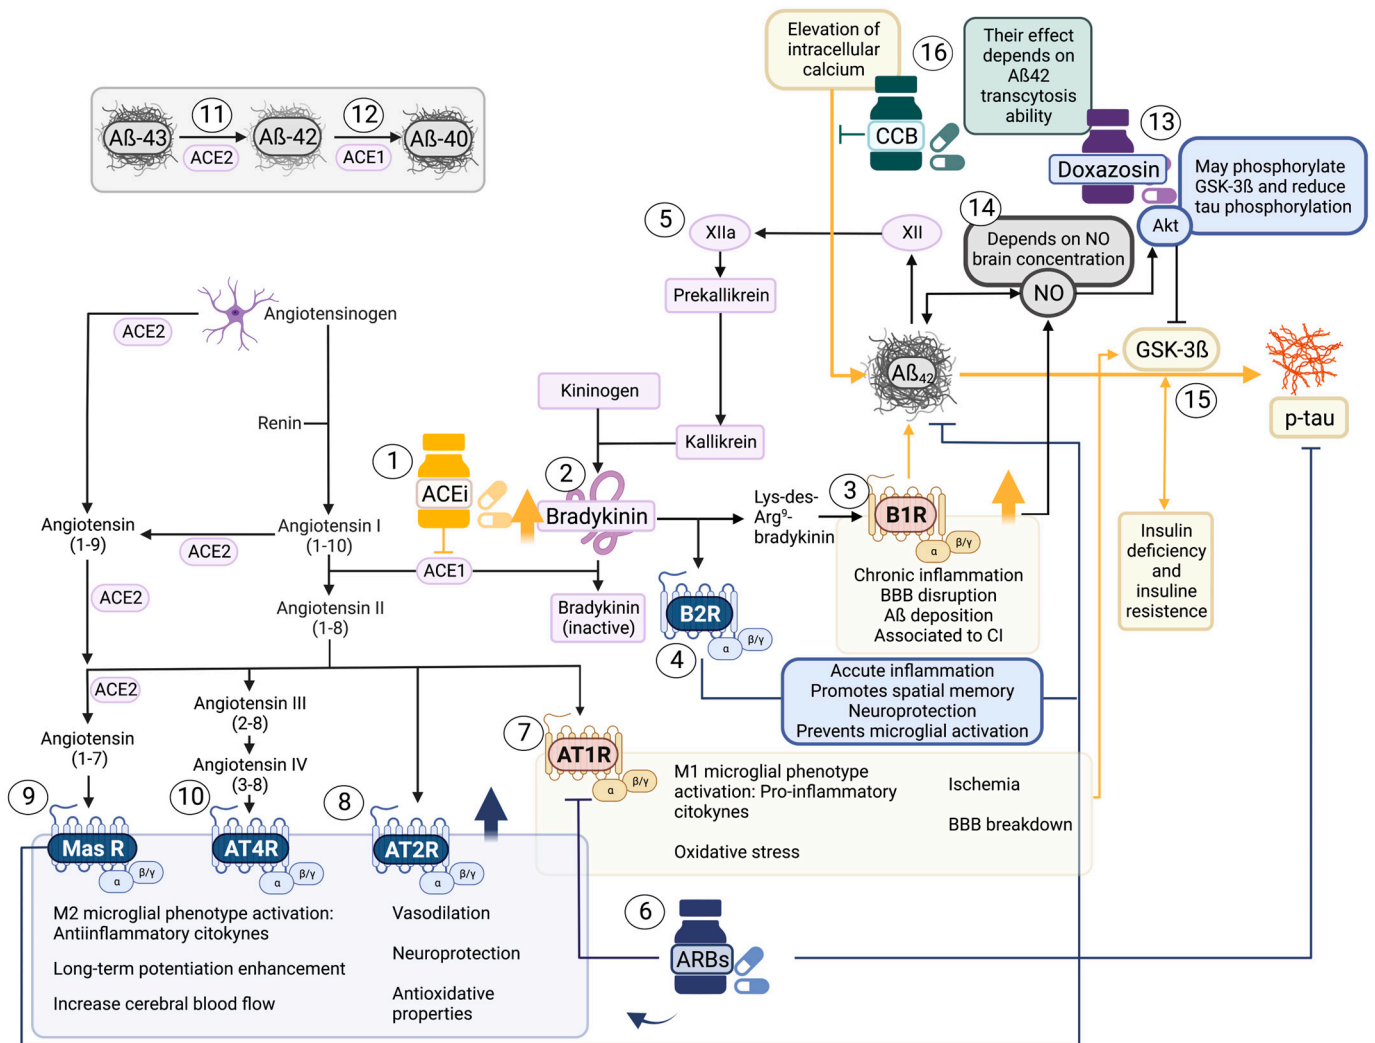 Elevation of
intracellular
calcium
16
Their effect
depends on
Aß42
transcytosis
ability
CCB
13
Doxazosin
May phosphorylate
GSK-3ß and reduce
tau phosphorylation
Akt
11
12
Aß-43
Aß-42
Aß-40
ACE2
ACE1
5
XIIa
XII
14
Depends on NO
brain concentration
NO
Prekallikrein
ACE2
Angiotensinogen
GSK-3ß
Aß42
15
p-tau
Kininogen
Renin
Kallikrein
1
ACEi
2
Bradykinin
Lys-des-
Arg9-
bradykinin
3
B1R
α
β/γ
Angiotensin
(1-9)
ACE2
Angiotensin I
(1-10)
ACE1
Insulin
deficiency
and
insuline
resistence
Chronic inflammation
BBB disruption
Aß deposition
Associated to CI
ACE2
Angiotensin II
(1-8)
Bradykinin
(inactive)
B2R
α
β/γ
4
Accute inflammation
Promotes spatial memory
Neuroprotection
Prevents microglial activation
ACE2
Angiotensin III
(2-8)
Angiotensin
(1-7)
Angiotensin IV
(3-8)
7
AT1R
α
β/γ
M1 microglial phenotype
activation: Pro-inflammatory
citokynes
Oxidative stress
Ischemia
BBB breakdown
9
Mas R
α
β/γ
10
AT4R
α
β/γ
8
AT2R
α
β/γ
M2 microglial phenotype activation:
Antiinflammatory citokynes
Long-term potentiation enhancement
Increase cerebral blood flow
Vasodilation
Neuroprotection
Antioxidative
properties
6
ARBs